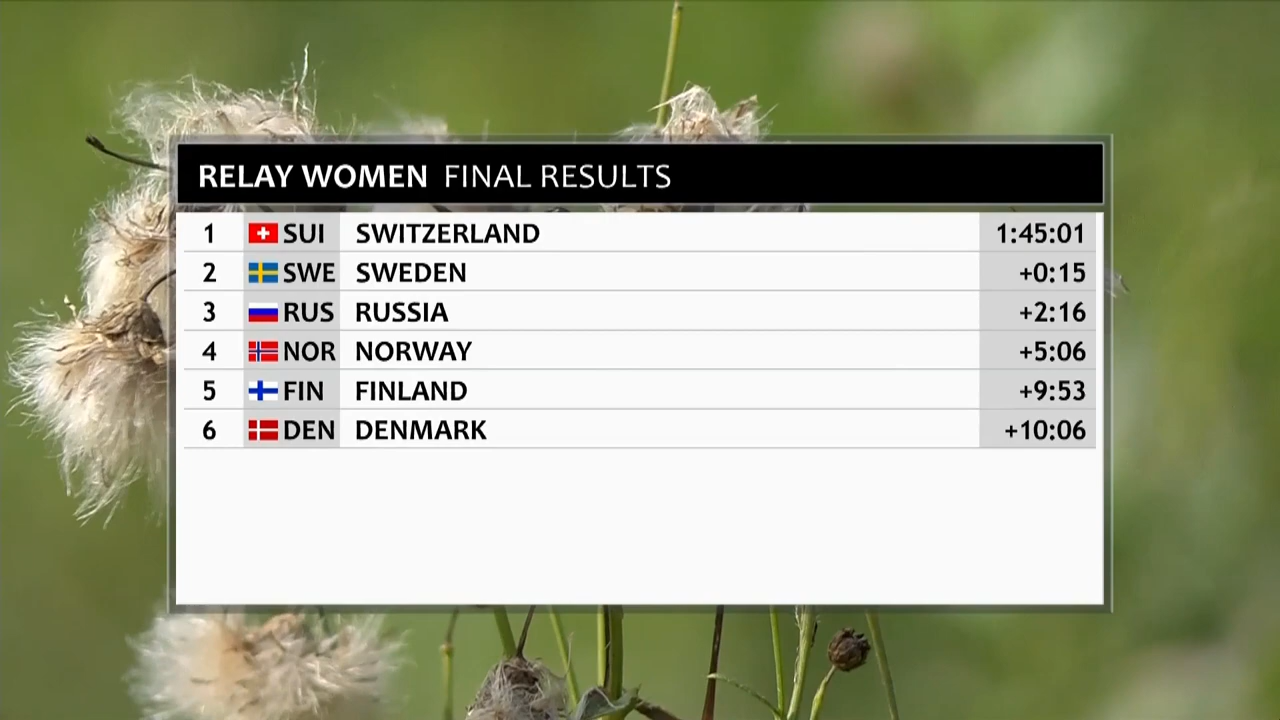 RELAY WOMEN FINAL RESULTS
1 SUI SWITZERLAND 1:45:01
2 SWE SWEDEN +0:15
3 RUS RUSSIA +2:16
4 NOR NORWAY +5:06
5 FIN FINLAND +9:53
6 DEN DENMARK +10:06